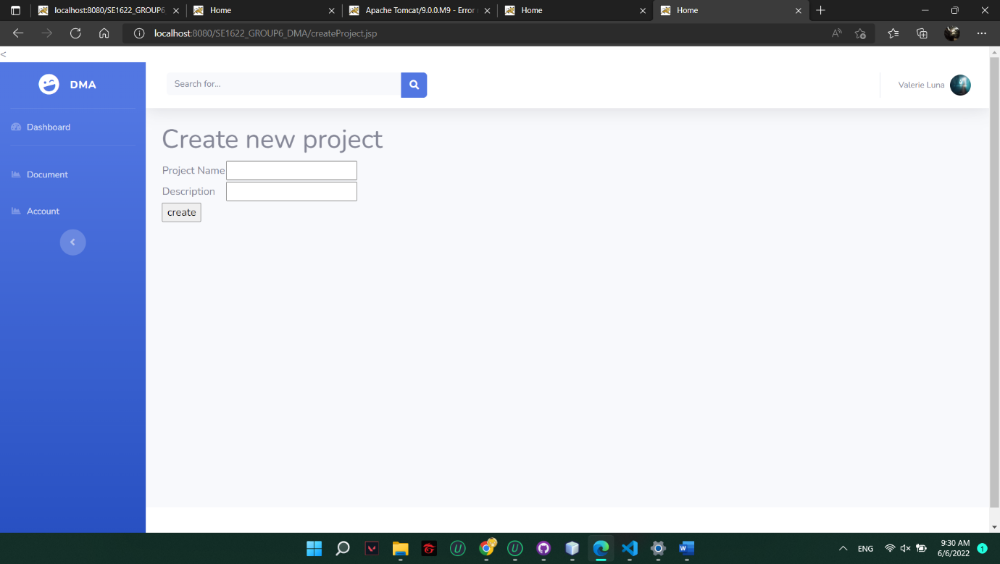 localhost:8080/SE1622_GROUP6_
Home
Apache Tomcat/9.0.0.M9 - Error
Home
Home
localhost:8080/SE1622_GROUP6_DMA/createProject.jsp
<
DMA
Search for...
Valerie Luna
Dashboard
Create new project
Project Name
Document
Description
Account
create
ENG
9:30 AM
6/6/2022
1